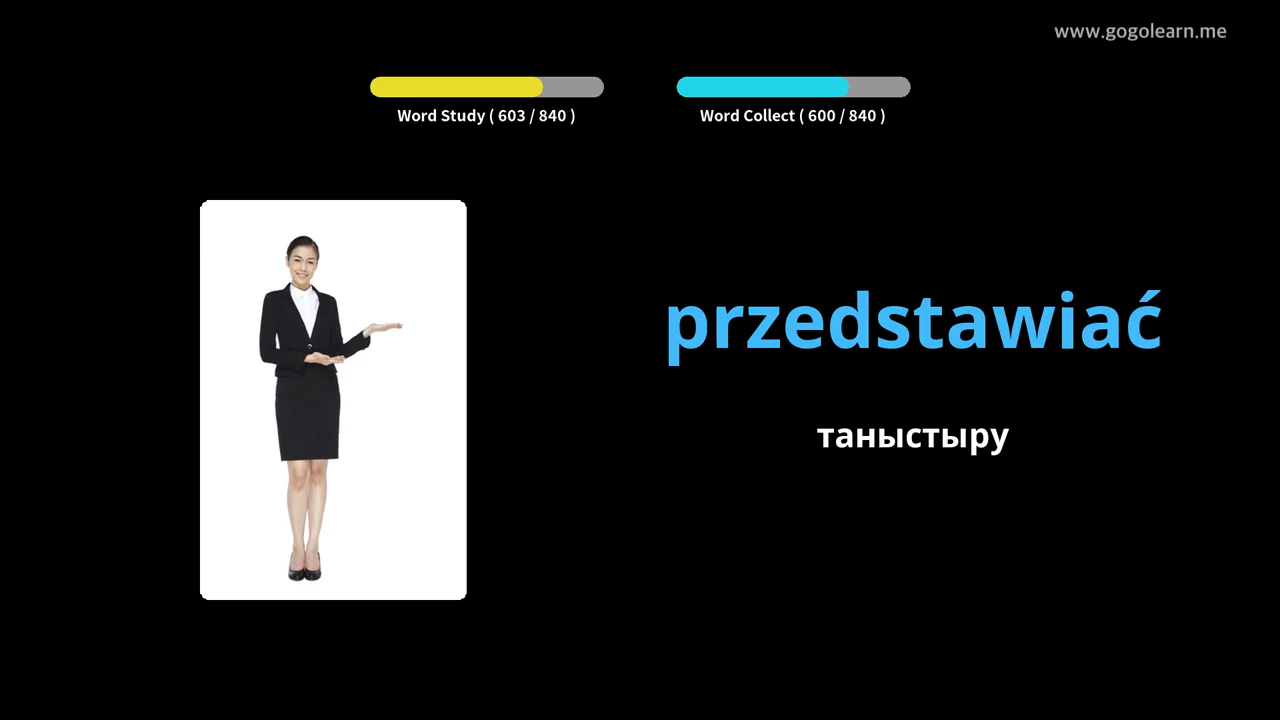 www.gogolearn.me
Word Study ( 603 / 840 )
Word Collect ( 600 / 840 )
przedstawiać
таныстыру